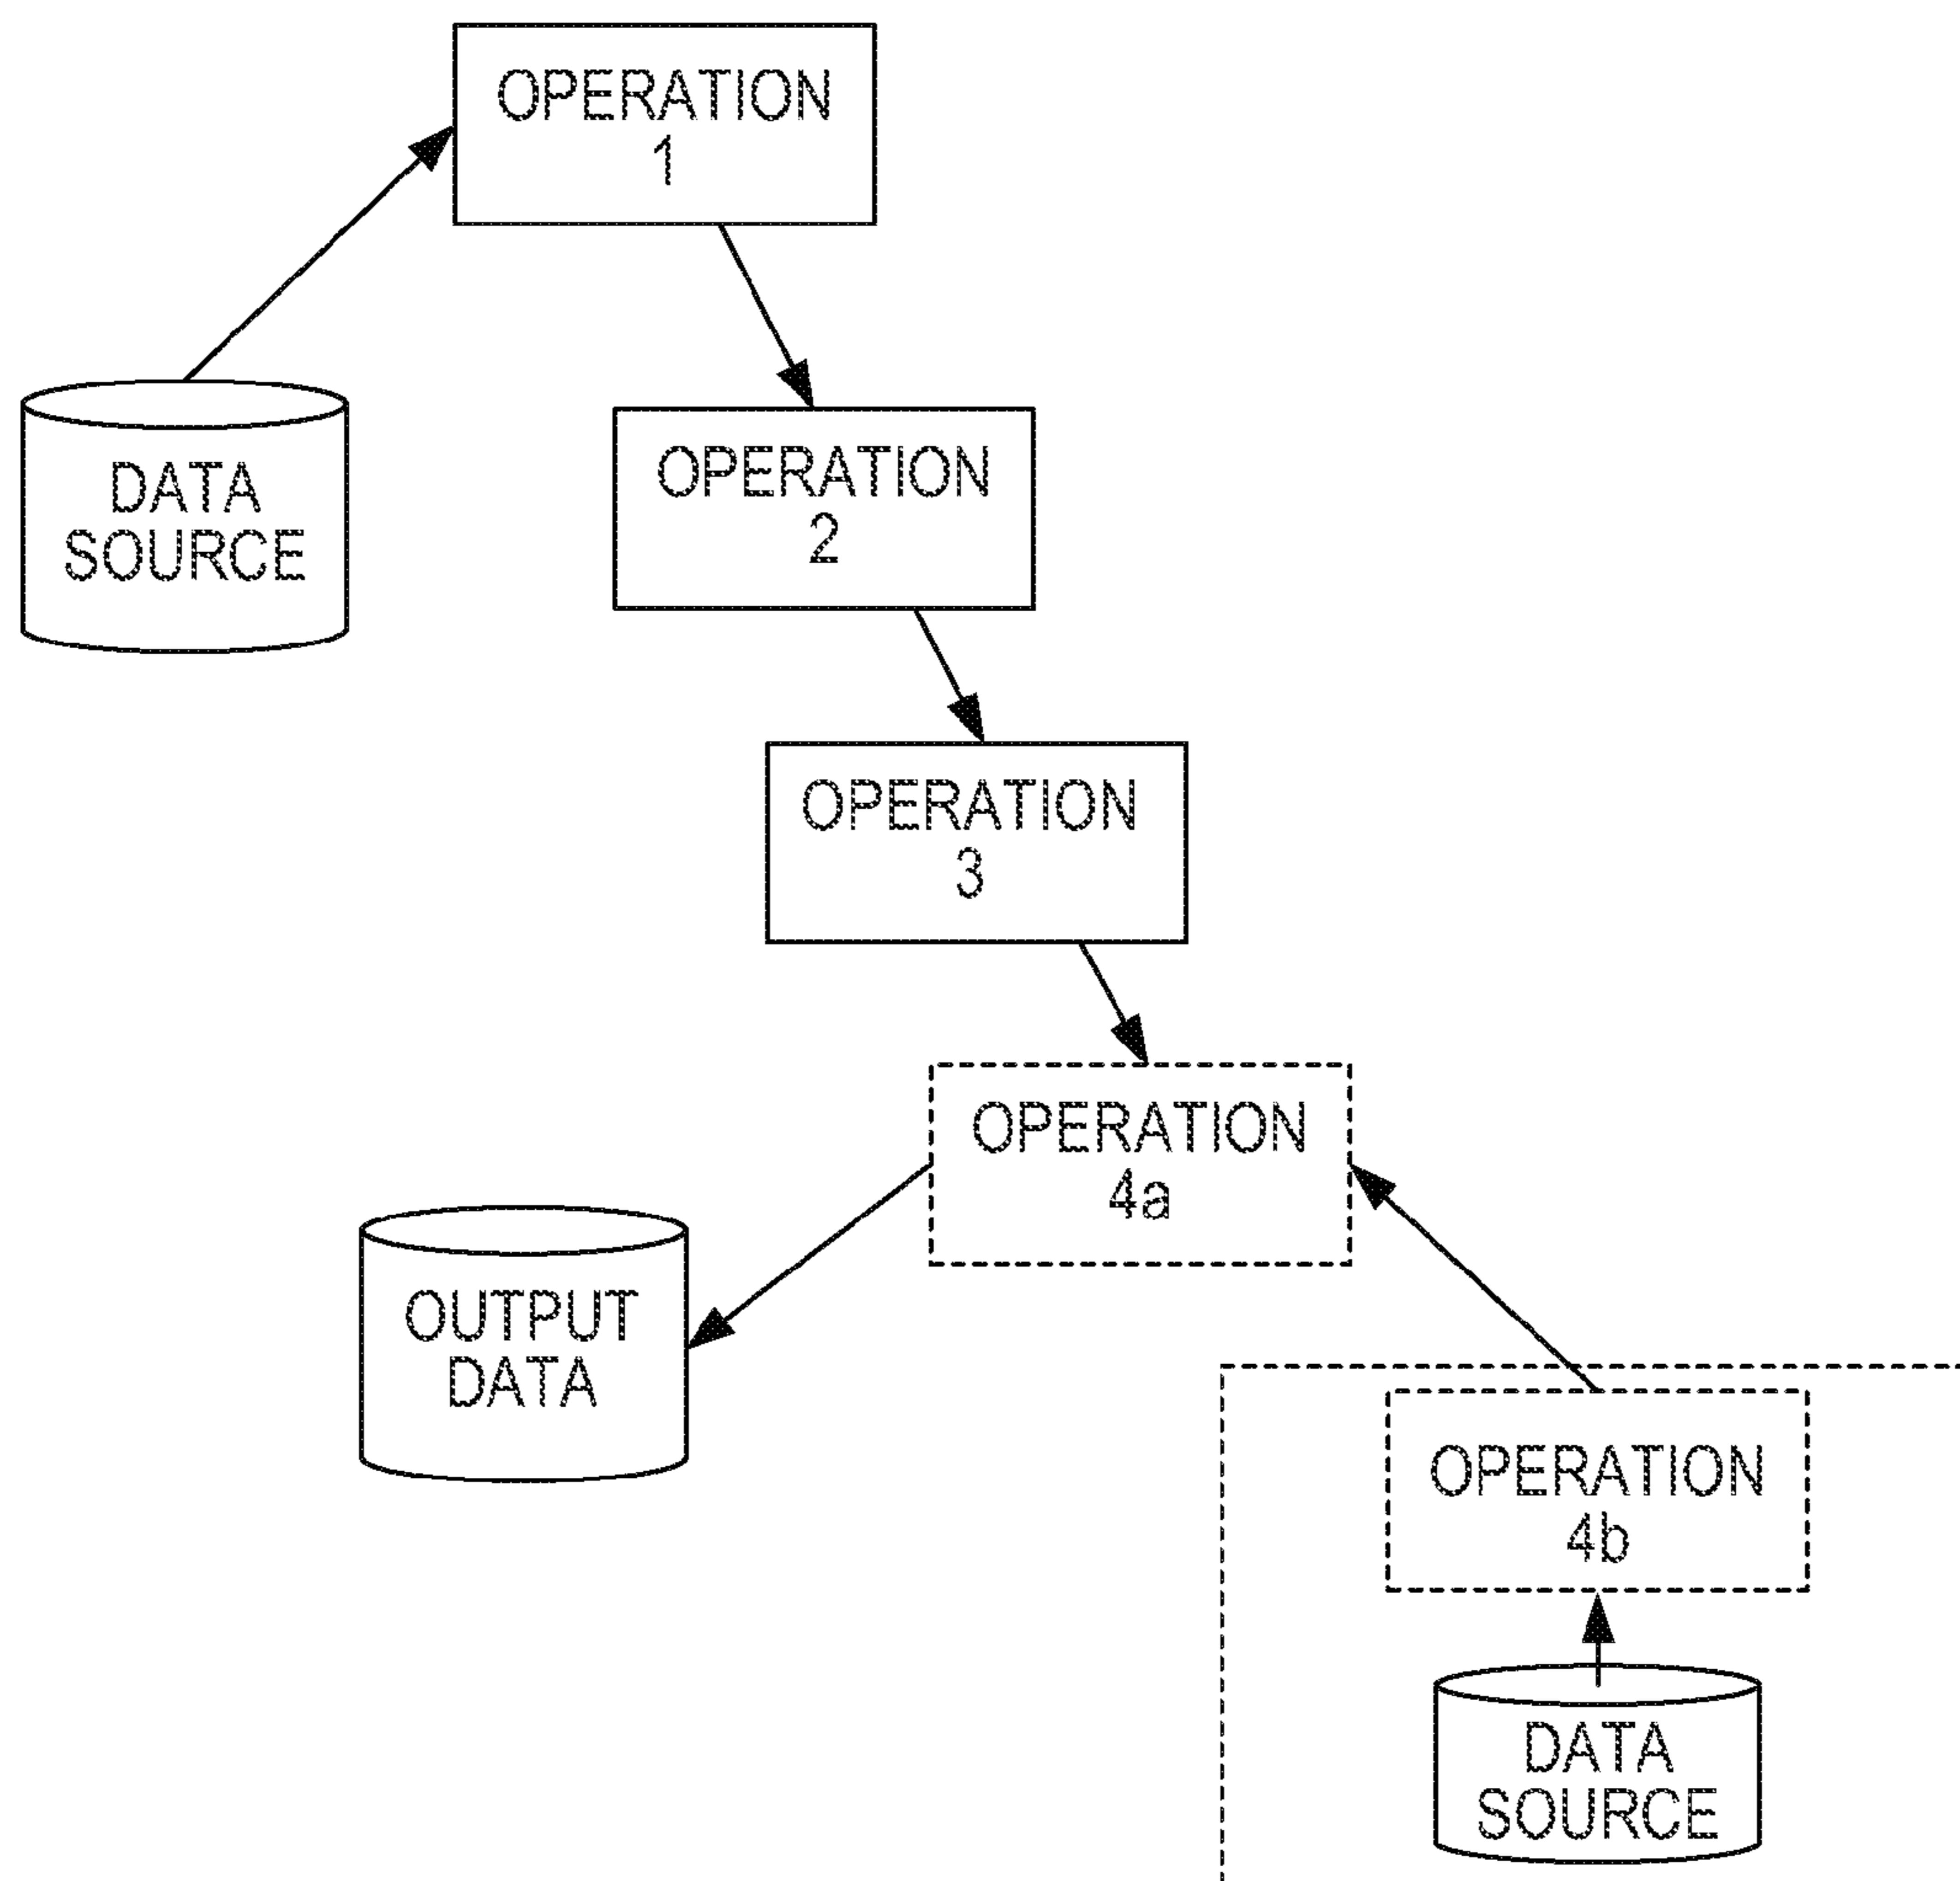 OPERATION
1
DATA
SOURCE
OPERATION
2
OPERATION
3
OPERATION
4a
OUTPUT
DATA
OPERATION
4b
DATA
SOURCE